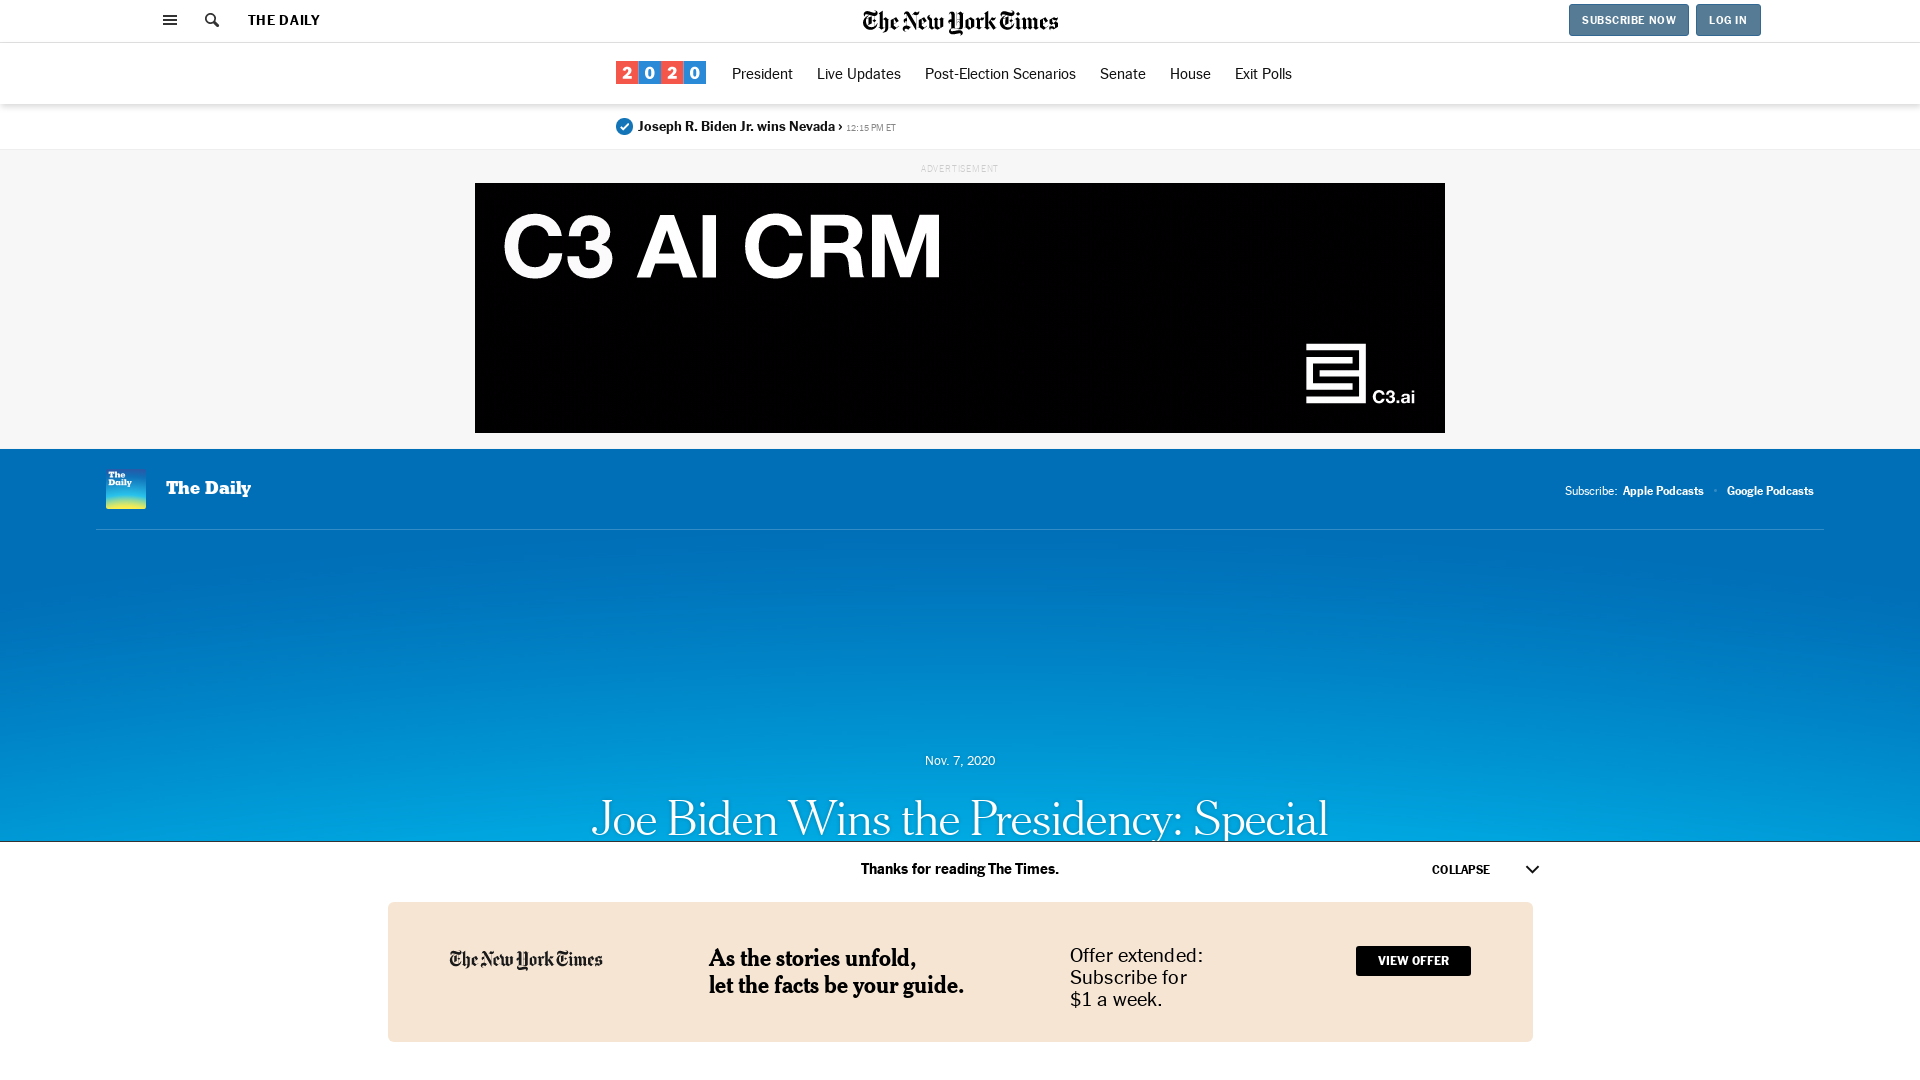 THE DAILY
The New York Times
SUBSCRIBE NOW
LOG IN
2020
President
Live Updates
Post-Election Scenarios
Senate
House
Exit Polls
Joseph R. Biden Jr. wins Nevada › 12:15 PM ET
ADVERTISEMENT
C3 AI CRM
C3.ai
The
Daily
The Daily
Subscribe: Apple Podcasts • Google Podcasts
Nov. 7, 2020
Joe Biden Wins the Presidency: Special
Thanks for reading The Times.
COLLAPSE
The New York Times
As the stories unfold,
let the facts be your guide.
Offer extended:
Subscribe for
$1 a week.
VIEW OFFER